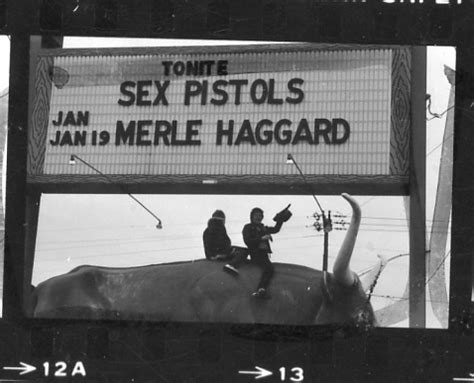 TONITE
SEX PISTOLS
JAN
JAN 19 MERLE HAGGARD
12A
13